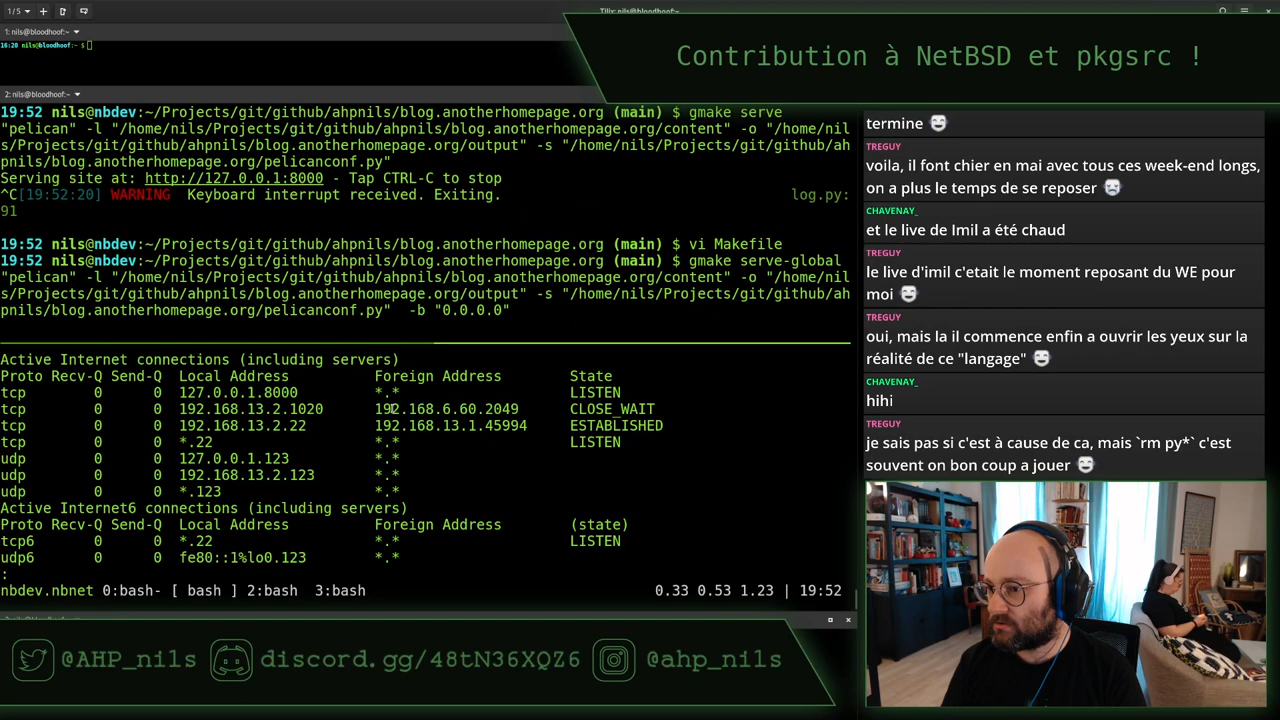 1/5
Tilix: nils@bloodhoof:~
1: nils@bloodhoof:~
16:20 nils@bloodhoof:~ $
Contribution à NetBSD et pkgsrc !
2: nils@bloodhoof:~
19:52 nils@nbdev:~/Projects/git/github/ahpnils/blog.anotherhomepage.org (main) $ gmake serve
"pelican" -l "/home/nils/Projects/git/github/ahpnils/blog.anotherhomepage.org/content" -o "/home/nil
s/Projects/git/github/ahpnils/blog.anotherhomepage.org/output" -s "/home/nils/Projects/git/github/ah
pnils/blog.anotherhomepage.org/pelicanconf.py"
Serving site at: http://127.0.0.1:8000 - Tap CTRL-C to stop
^C[19:52:20] WARNING  Keyboard interrupt received. Exiting. log.py:
91
19:52 nils@nbdev:~/Projects/git/github/ahpnils/blog.anotherhomepage.org (main) $ vi Makefile
19:52 nils@nbdev:~/Projects/git/github/ahpnils/blog.anotherhomepage.org (main) $ gmake serve-global
"pelican" -l "/home/nils/Projects/git/github/ahpnils/blog.anotherhomepage.org/content" -o "/home/nil
s/Projects/git/github/ahpnils/blog.anotherhomepage.org/output" -s "/home/nils/Projects/git/github/ah
pnils/blog.anotherhomepage.org/pelicanconf.py"  -b "0.0.0.0"
Active Internet connections (including servers)
Proto Recv-Q Send-Q  Local Address          Foreign Address        State
tcp        0      0  127.0.0.1.8000         *.*                    LISTEN
tcp        0      0  192.168.13.2.1020      192.168.6.60.2049      CLOSE_WAIT
tcp        0      0  192.168.13.2.22        192.168.13.1.45994     ESTABLISHED
tcp        0      0  *.22                   *.*                    LISTEN
udp        0      0  127.0.0.1.123          *.*
udp        0      0  192.168.13.2.123       *.*
udp        0      0  *.123                  *.*
Active Internet6 connections (including servers)
Proto Recv-Q Send-Q  Local Address          Foreign Address        (state)
tcp6       0      0  *.22                   *.*                    LISTEN
udp6       0      0  fe80::1%lo0.123        *.*
:
nbdev.nbnet 0:bash- [ bash ] 2:bash  3:bash 0.33 0.53 1.23 | 19:52
termine
TREGUY
voila, il font chier en mai avec tous ces week-end longs,
on a plus le temps de se reposer
CHAVENAY_
et le live de Imil a été chaud
TREGUY
le live d'imil c'etait le moment reposant du WE pour
moi
TREGUY
oui, mais la il commence enfin a ouvrir les yeux sur la
réalité de ce "langage"
CHAVENAY_
hihi
TREGUY
je sais pas si c'est à cause de ca, mais `rm py*` c'est
souvent on bon coup a jouer
@AHP_nils
discord.gg/48tN36XQZ6
@ahp_nils